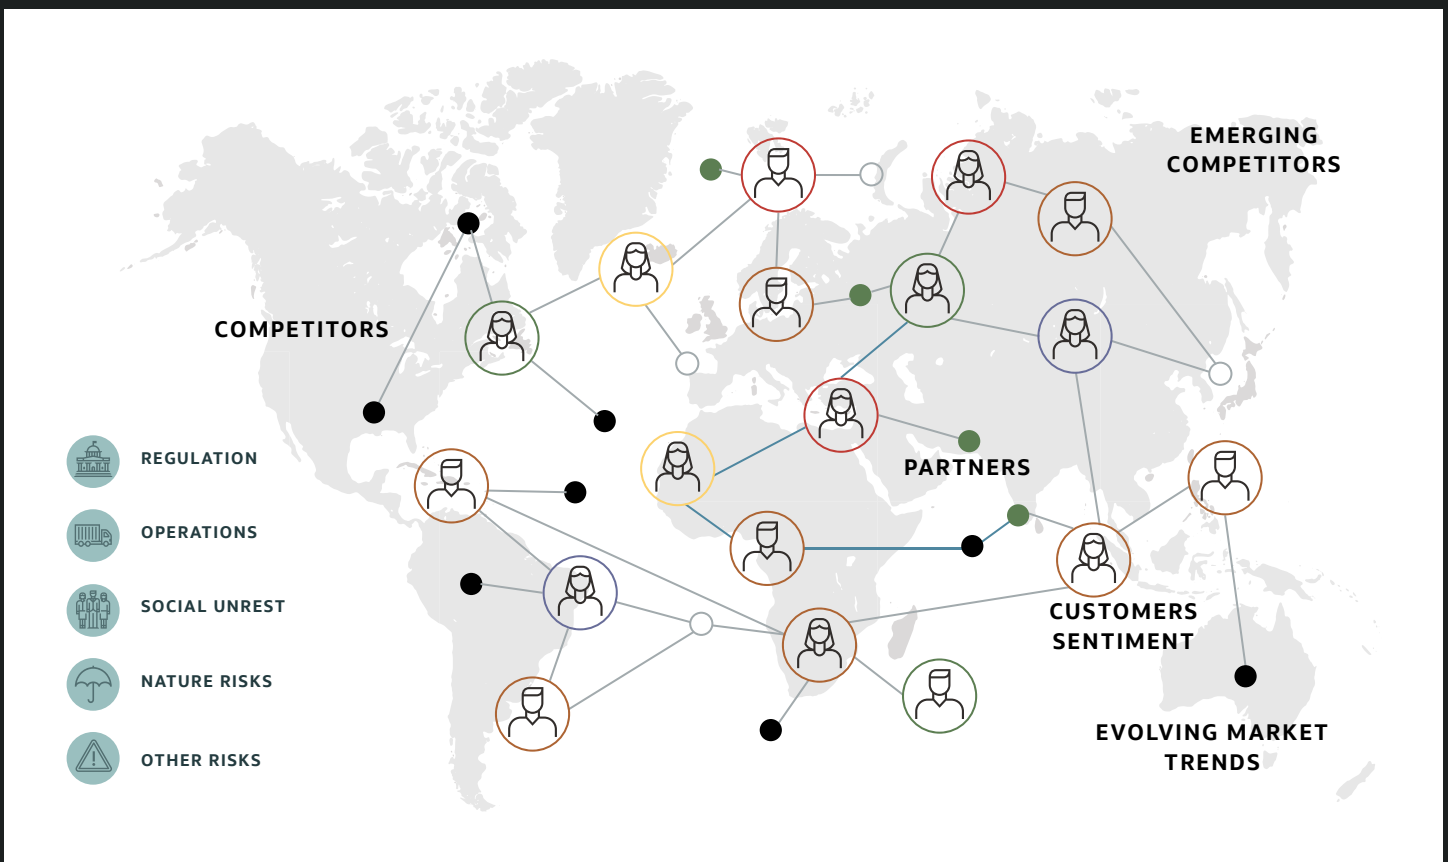 EMERGING
COMPETITORS
COMPETITORS
REGULATION
PARTNERS
OPERATIONS
SOCIAL UNREST
CUSTOMERS
SENTIMENT
NATURE RISKS
EVOLVING MARKET
TRENDS
OTHER RISKS